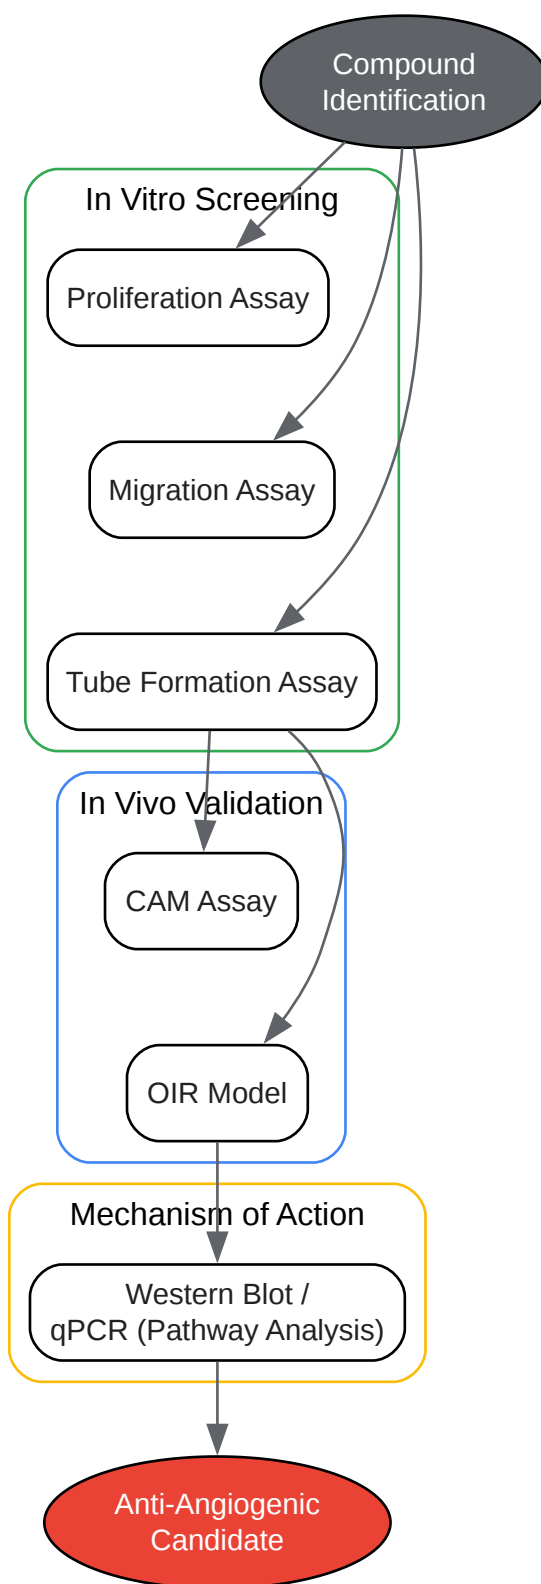 Compound
Identification
In Vitro Screening
Proliferation Assay
Migration Assay
Tube Formation Assay
In Vivo Validation
CAM Assay
OIR Model
Mechanism of Action
Western Blot /
qPCR (Pathway Analysis)
Anti-Angiogenic
Candidate